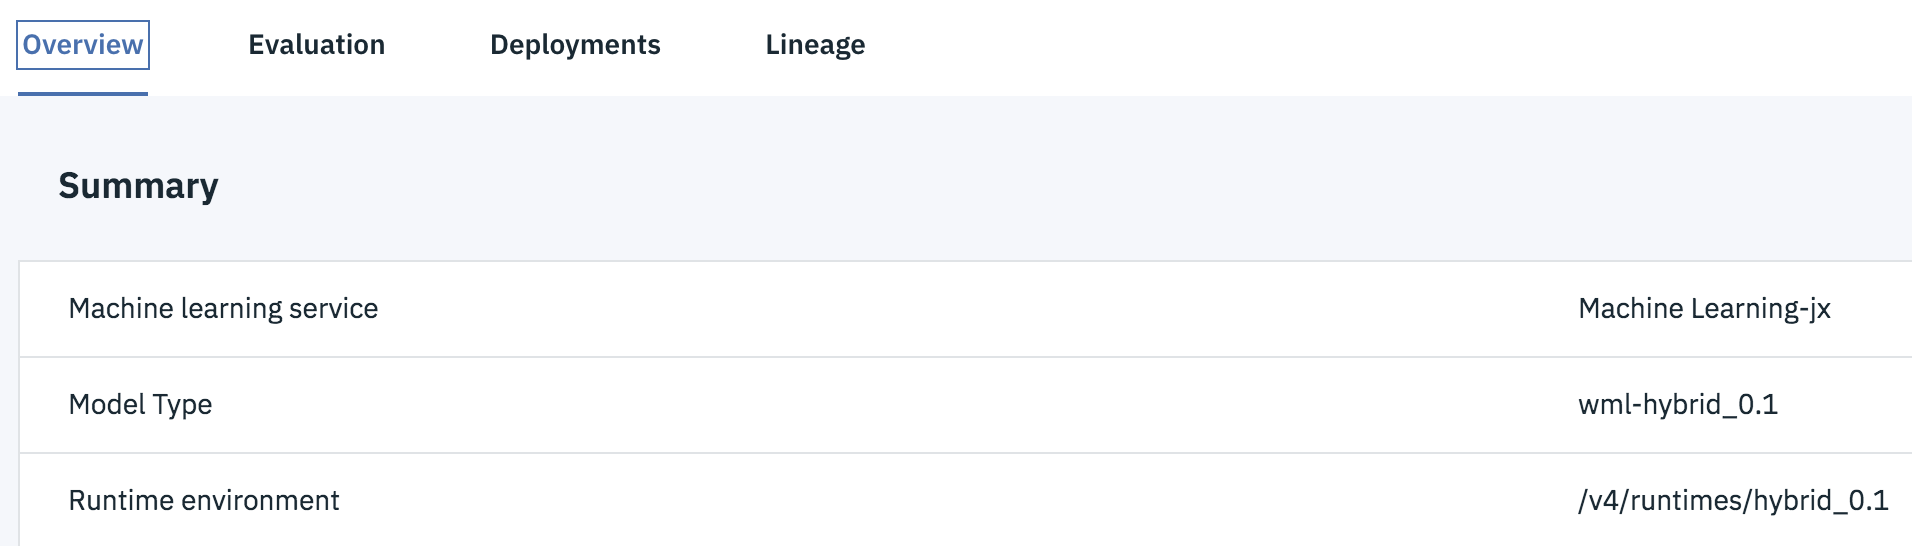 Overview Evaluation Deployments Lineage
Summary
Machine learning service Machine Learning-jx
Model Type wml-hybrid_0.1
Runtime environment /v4/runtimes/hybrid_0.1